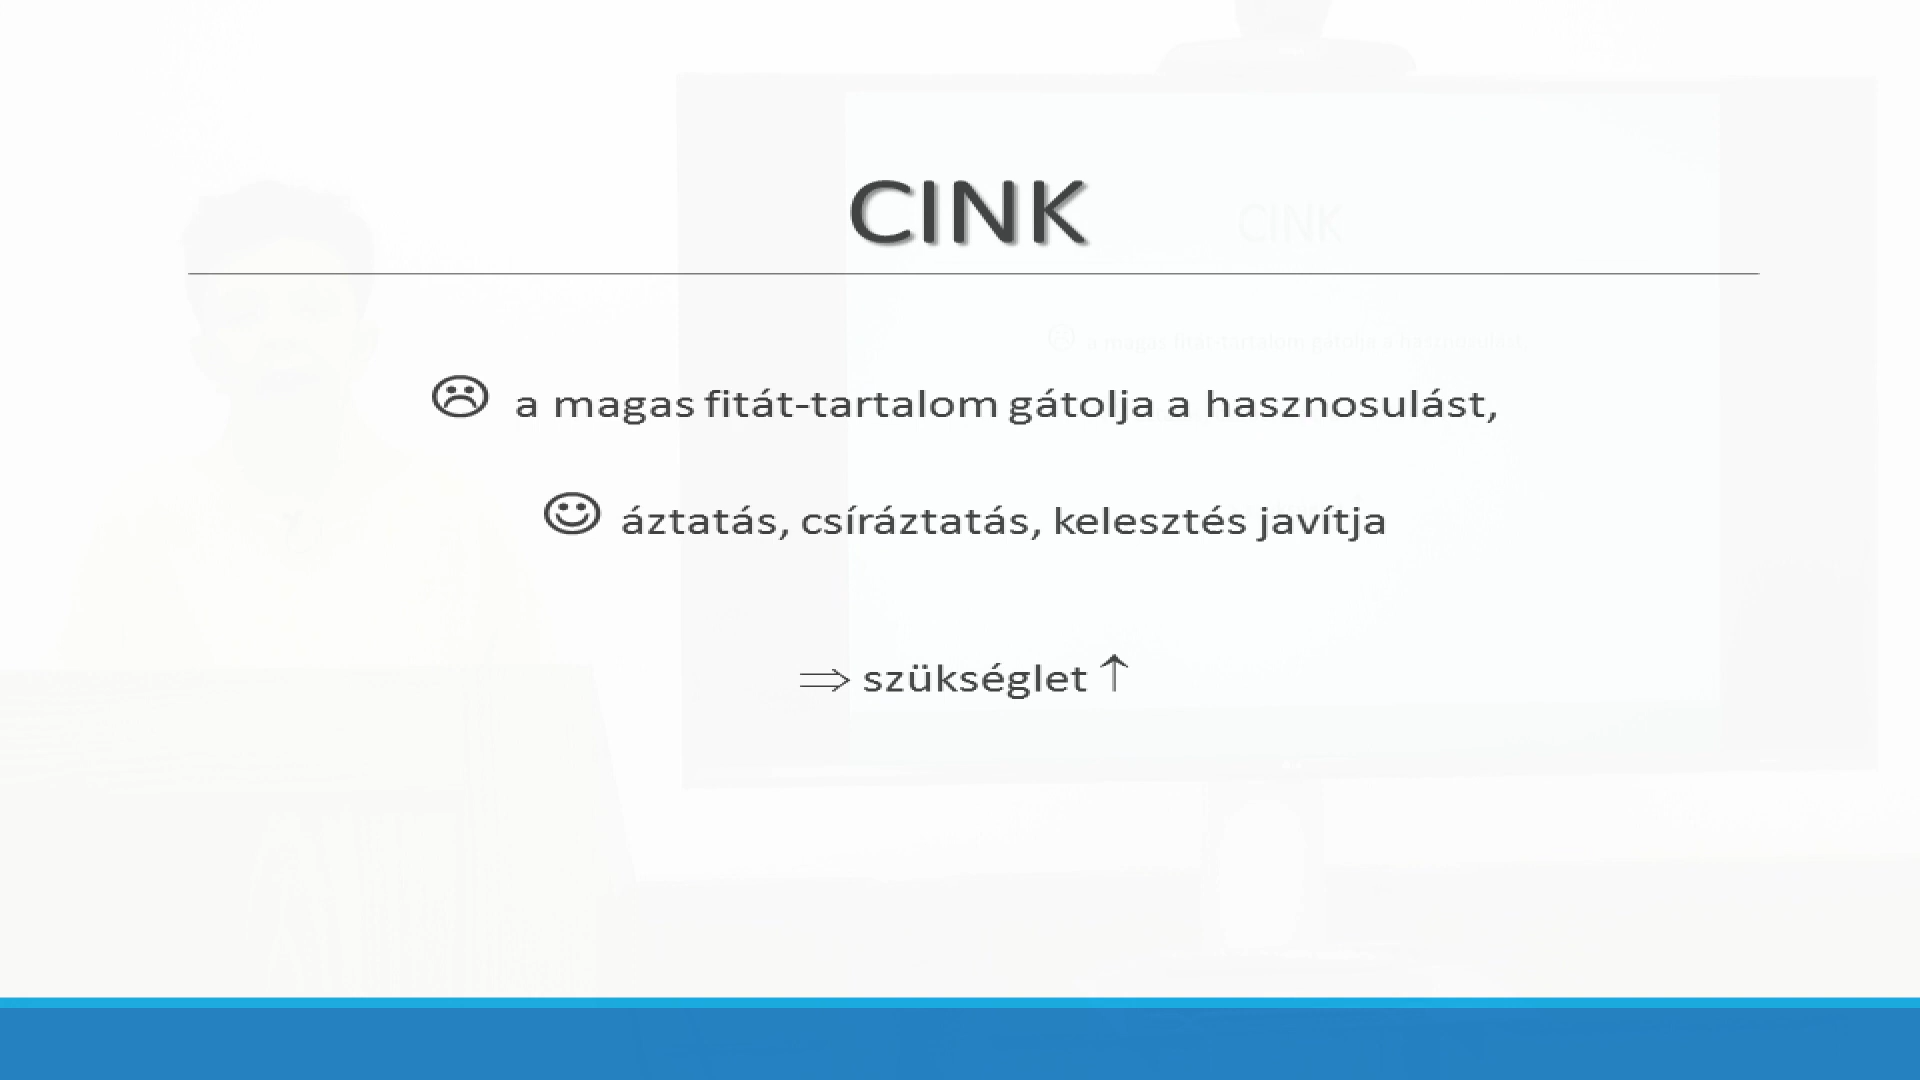 CINK
☹ a magas fitát-tartalom gátolja a hasznosulást,
☺ áztatás, csíráztatás, kelesztés javítja
⇒ szükséglet ↑